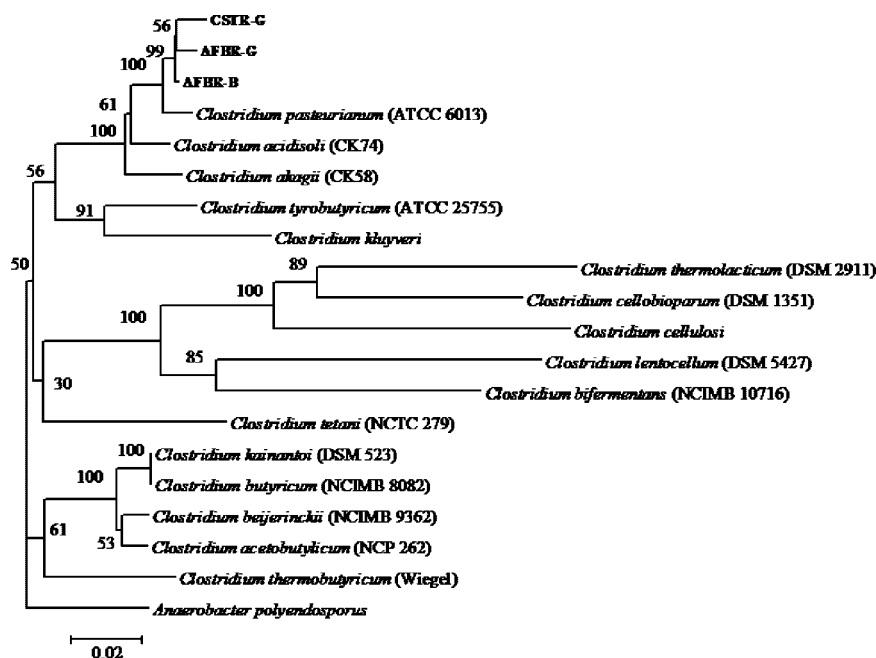 CSTR-G
56
AFBR-G
99
AFBR-B
100
Clostridium pasteurianum (ATCC 6013)
61
100
Clostridium acidisoli (CK74)
56
Clostridium akagii (CK58)
91
Clostridium tyrobutyricum (ATCC 25755)
Clostridium kluyveri
50
89
Clostridium thermolacticum (DSM 2911)
100
Clostridium cellobioparum (DSM 1351)
100
Clostridium cellulosi
85
Clostridium lentocellum (DSM 5427)
30
Clostridium bifermentans (NCIMB 10716)
Clostridium tetani (NCTC 279)
100
Clostridium kainantoi (DSM 523)
100
Clostridium butyricum (NCIMB 8082)
Clostridium beijerinckii (NCIMB 9362)
61
53
Clostridium acetobutylicum (NCP 262)
Clostridium thermobutyricum (Wiegel)
Anaerobacter polyendosporus
0.02